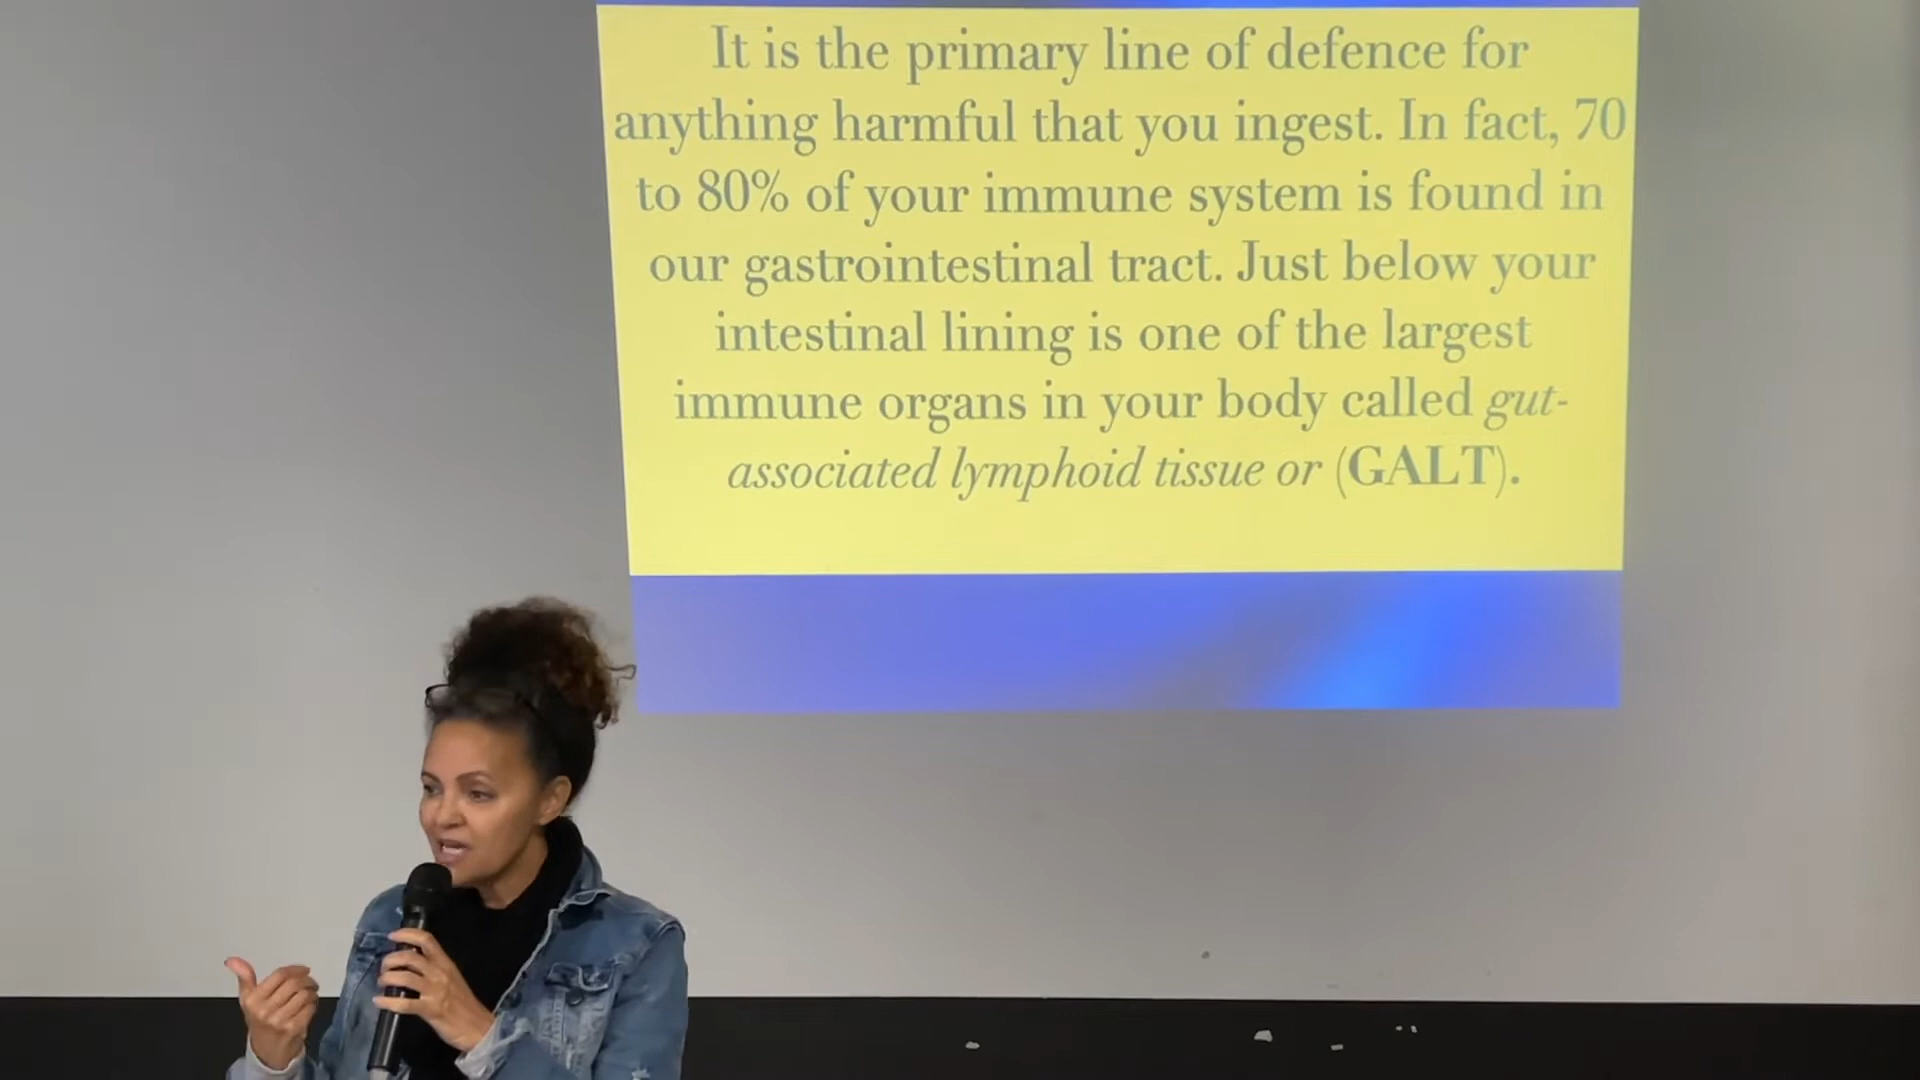 It is the primary line of defence for
anything harmful that you ingest. In fact, 70
to 80% of your immune system is found in
our gastrointestinal tract. Just below your
intestinal lining is one of the largest
immune organs in your body called gut-
associated lymphoid tissue or (GALT).